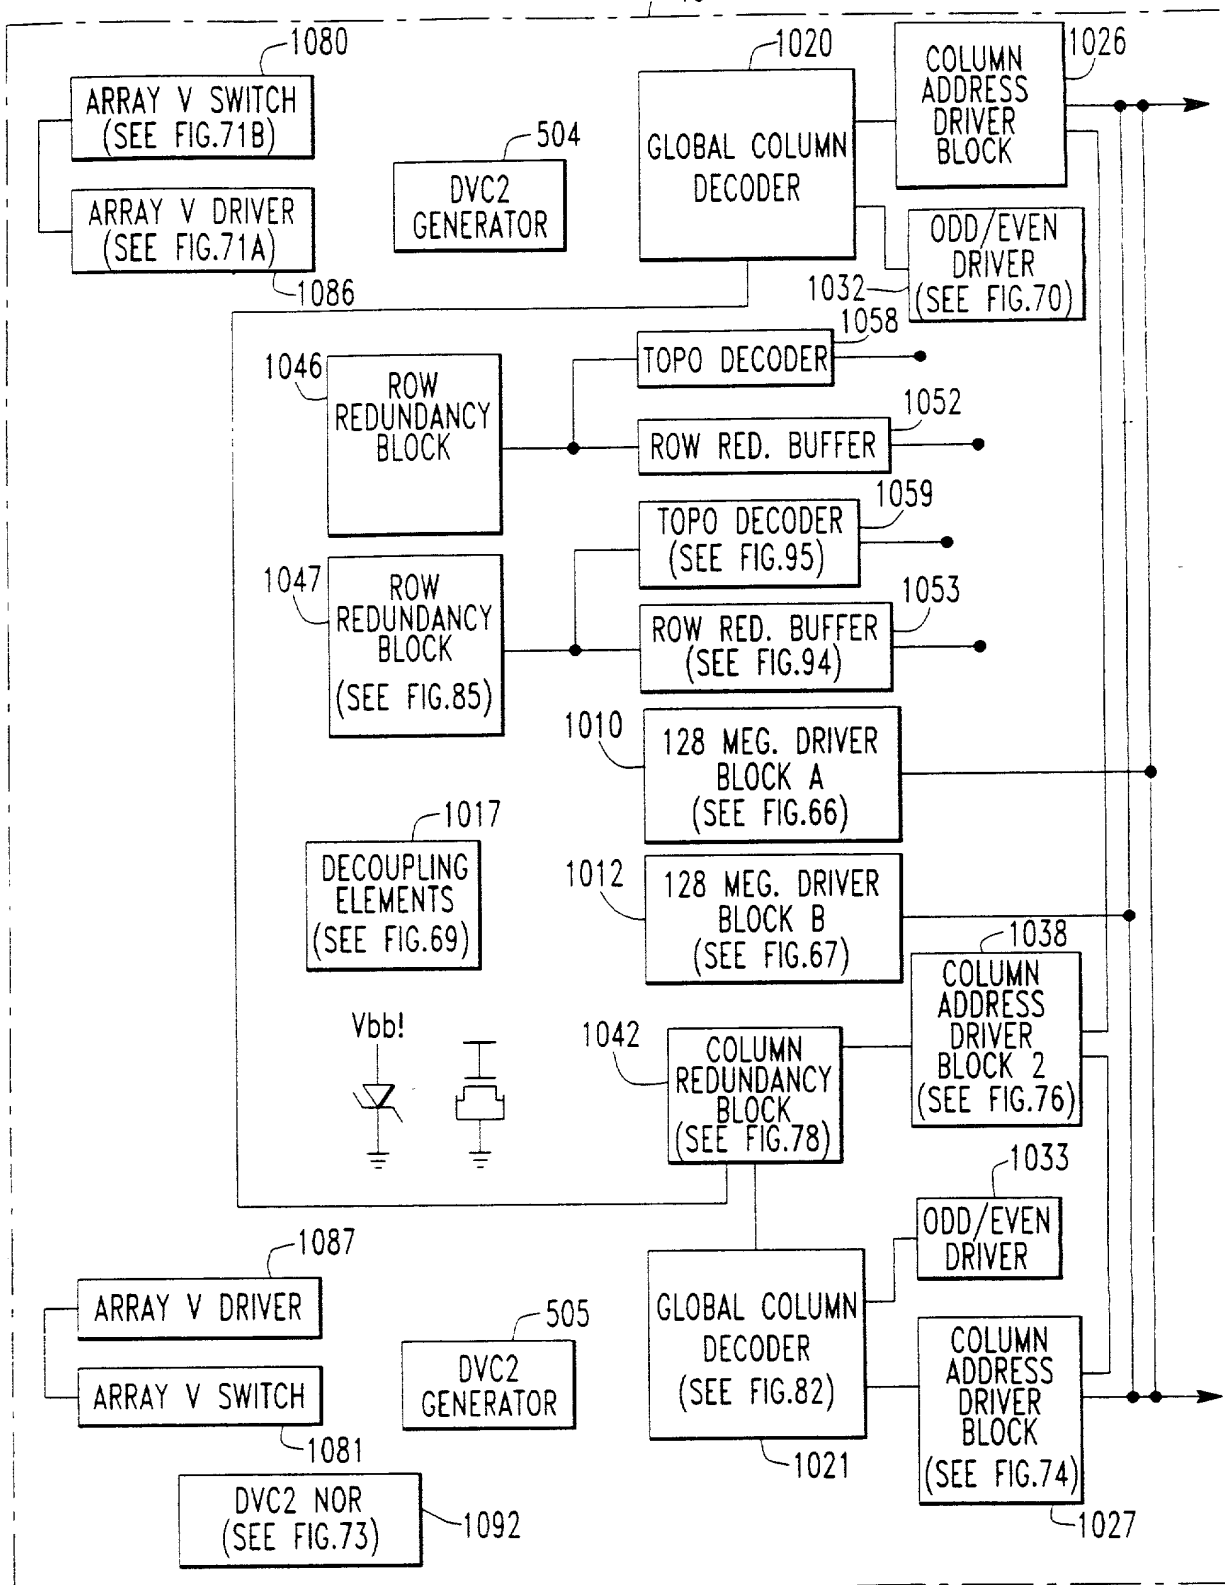 1080
ARRAY V SWITCH
(SEE FIG.71B)
ARRAY V DRIVER
(SEE FIG.71A)
1086
504
DVC2
GENERATOR
1020
GLOBAL COLUMN
DECODER
1026
COLUMN
ADDRESS
DRIVER
BLOCK
ODD/EVEN
DRIVER
(SEE FIG.70)
1032
1058
TOPO DECODER
1046
ROW
REDUNDANCY
BLOCK
1052
ROW RED. BUFFER
1059
TOPO DECODER
(SEE FIG.95)
1047
ROW
REDUNDANCY
BLOCK
(SEE FIG.85)
1053
ROW RED. BUFFER
(SEE FIG.94)
1010
128 MEG. DRIVER
BLOCK A
(SEE FIG.66)
1017
DECOUPLING
ELEMENTS
(SEE FIG.69)
1012
128 MEG. DRIVER
BLOCK B
(SEE FIG.67)
1038
COLUMN
ADDRESS
DRIVER
BLOCK 2
(SEE FIG.76)
Vbb!
1042
COLUMN
REDUNDANCY
BLOCK
(SEE FIG.78)
1033
ODD/EVEN
DRIVER
1087
ARRAY V DRIVER
ARRAY V SWITCH
1081
505
DVC2
GENERATOR
GLOBAL COLUMN
DECODER
(SEE FIG.82)
1021
COLUMN
ADDRESS
DRIVER
BLOCK
(SEE FIG.74)
1027
DVC2 NOR
(SEE FIG.73)
1092